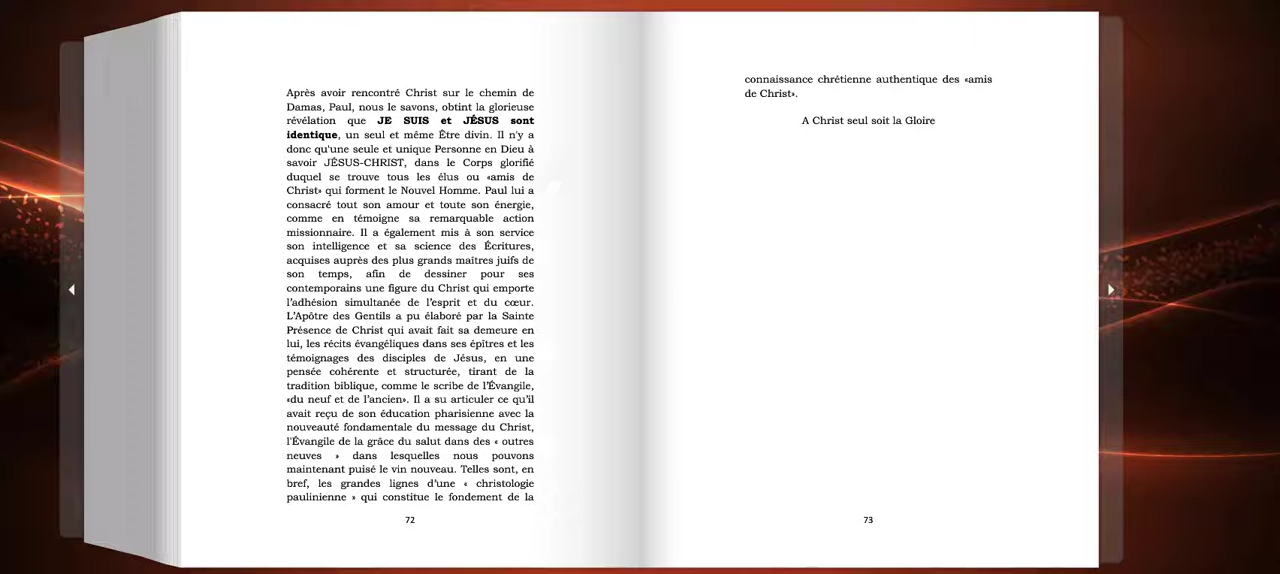 Après avoir rencontré Christ sur le chemin de
Damas, Paul, nous le savons, obtint la glorieuse
révélation que JE SUIS et JÉSUS sont
identique, un seul et même Être divin. Il n'y a
donc qu'une seule et unique Personne en Dieu à
savoir JÉSUS-CHRIST, dans le Corps glorifié
duquel se trouve tous les élus ou «amis de
Christ» qui forment le Nouvel Homme. Paul lui a
consacré tout son amour et toute son énergie,
comme en témoigne sa remarquable action
missionnaire. Il a également mis à son service
son intelligence et sa science des Écritures,
acquises auprès des plus grands maîtres juifs de
son temps, afin de dessiner pour ses
contemporains une figure du Christ qui emporte
l'adhésion simultanée de l'esprit et du cœur.
L'Apôtre des Gentils a pu élaboré par la Sainte
Présence de Christ qui avait fait sa demeure en
lui, les récits évangéliques dans ses épîtres et les
témoignages des disciples de Jésus, en une
pensée cohérente et structurée, tirant de la
tradition biblique, comme le scribe de l'Évangile,
«du neuf et de l'ancien». Il a su articuler ce qu'il
avait reçu de son éducation pharisienne avec la
nouveauté fondamentale du message du Christ,
l'Évangile de la grâce du salut dans des « outres
neuves » dans lesquelles nous pouvons
maintenant puisé le vin nouveau. Telles sont, en
bref, les grandes lignes d'une « christologie
paulinienne » qui constitue le fondement de la
72
connaissance chrétienne authentique des «amis
de Christ».
A Christ seul soit la Gloire
73